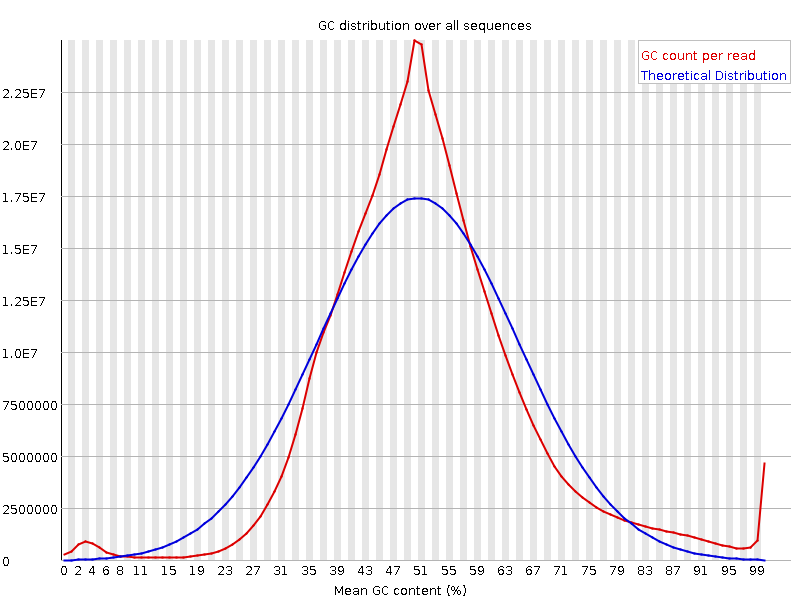 GC distribution over all sequences
GC count per read
Theoretical Distribution
2.25E7
2.0E7
1.75E7
1.5E7
1.25E7
1.0E7
7500000
5000000
2500000
0
0 2 4 6 8 11 15 19 23 27 31 35 39 43 47 51 55 59 63 67 71 75 79 83 87 91 95 99
Mean GC content (%)